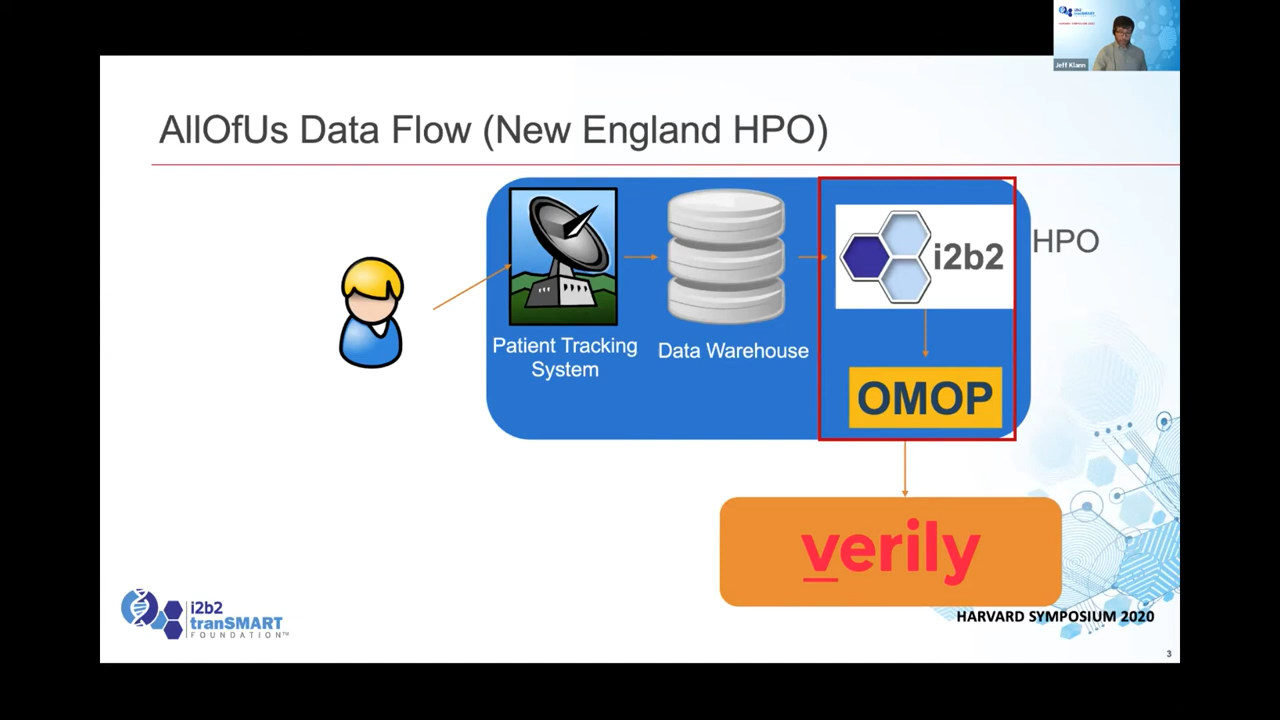 Jeff Klann
AllOfUs Data Flow (New England HPO)
i2b2
HPO
Patient Tracking
System
Data Warehouse
OMOP
verily
i2b2
tranSMART
FOUNDATION™
HARVARD SYMPOSIUM 2020
3